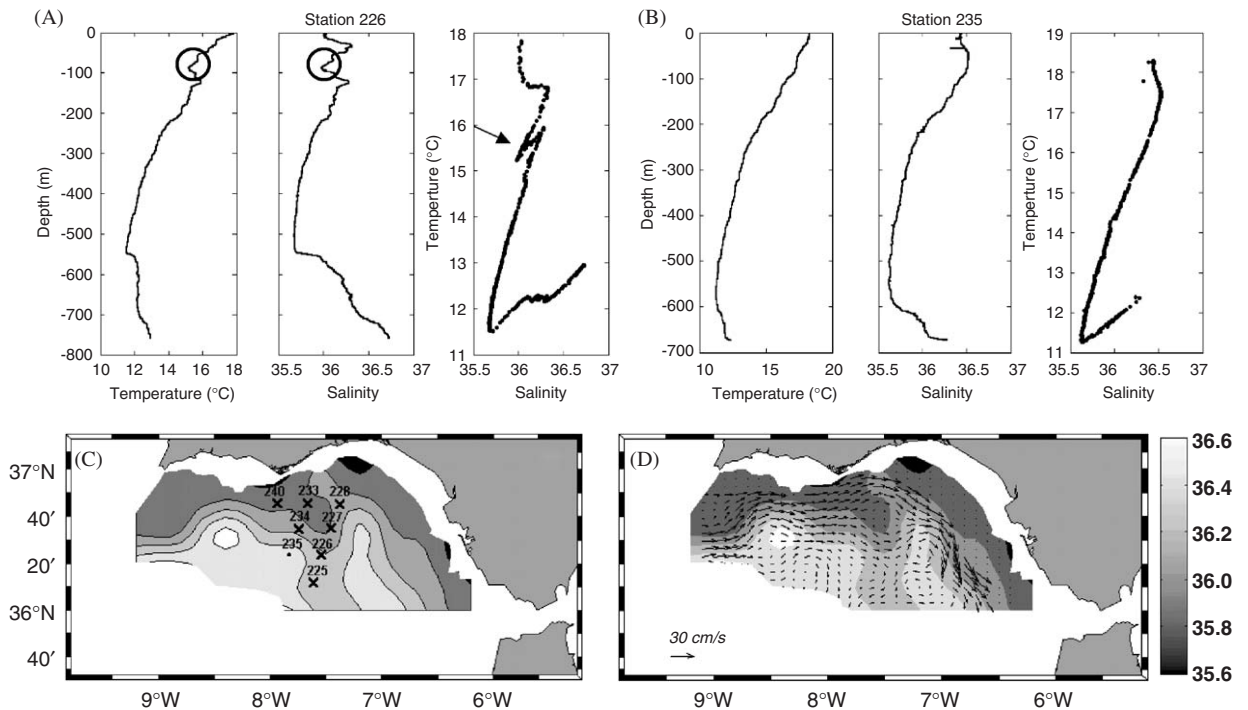 (A)
Station 226
(B)
Station 235
0
-100
-200
-300
-400
-500
-600
-700
-800
Depth (m)
10 12 14 16 18
Temperature (°C)
35.5 36 36.5 37
Salinity
18
17
16
15
14
13
12
11
Temperture (°C)
35.5 36 36.5 37
Salinity
0
-100
-200
-300
-400
-500
-600
-700
Depth (m)
10 15 20
Temperature (°C)
35.5 36 36.5 37
Salinity
19
18
17
16
15
14
13
12
11
Temperture (°C)
35.5 36 36.5 37
Salinity
(C)
37°N
40′
20′
36°N
40′
240 233 228
234 227
235 226
225
9°W 8°W 7°W 6°W
(D)
30 cm/s
9°W 8°W 7°W 6°W
36.6
36.4
36.2
36.0
35.8
35.6